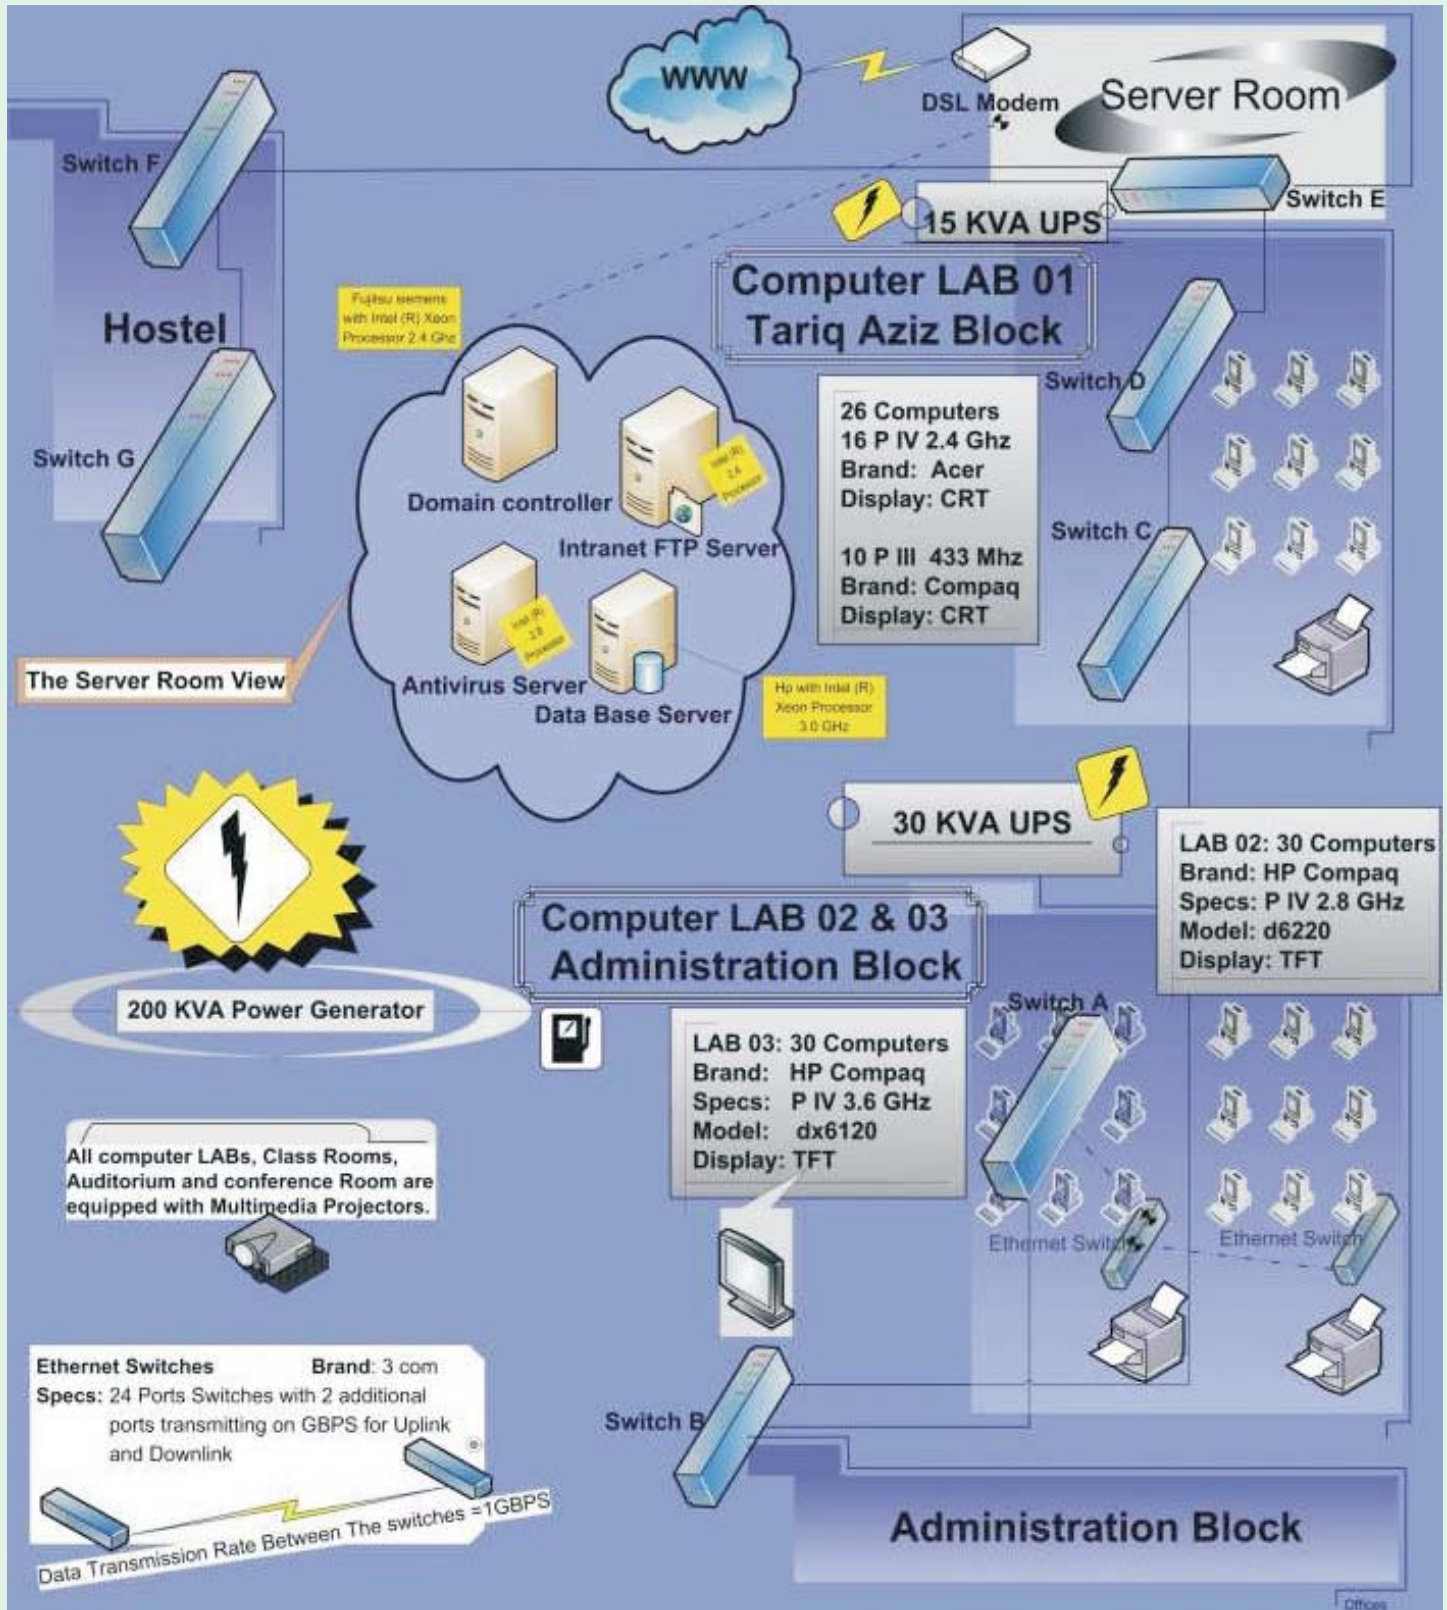 WWW
DSL Modem
Server Room
Switch F
Switch E
15 KVA UPS
Computer LAB 01
Tariq Aziz Block
Hostel
Fujitsu siemens
with Intel (R) Xeon
Processor 2.4 Ghz
Switch D
Switch G
26 Computers
16 P IV 2.4 Ghz
Brand: Acer
Display: CRT
10 P III 433 Mhz
Brand: Compaq
Display: CRT
Domain controller
Intel (R)
2.4
Processor
Intranet FTP Server
Switch C
Intel (R)
2.8
Processor
Antivirus Server
Data Base Server
Hp with Intel (R)
Xeon Processor
3.0 GHz
The Server Room View
30 KVA UPS
LAB 02: 30 Computers
Brand: HP Compaq
Specs: P IV 2.8 GHz
Model: d6220
Display: TFT
Computer LAB 02 & 03
Administration Block
200 KVA Power Generator
Switch A
LAB 03: 30 Computers
Brand: HP Compaq
Specs: P IV 3.6 GHz
Model: dx6120
Display: TFT
All computer LABs, Class Rooms,
Auditorium and conference Room are
equipped with Multimedia Projectors.
Ethernet Switch
Ethernet Switch
Ethernet Switches Brand: 3 com
Specs: 24 Ports Switches with 2 additional
ports transmitting on GBPS for Uplink
and Downlink
Data Transmission Rate Between The switches =1GBPS
Switch B
Administration Block
Offices